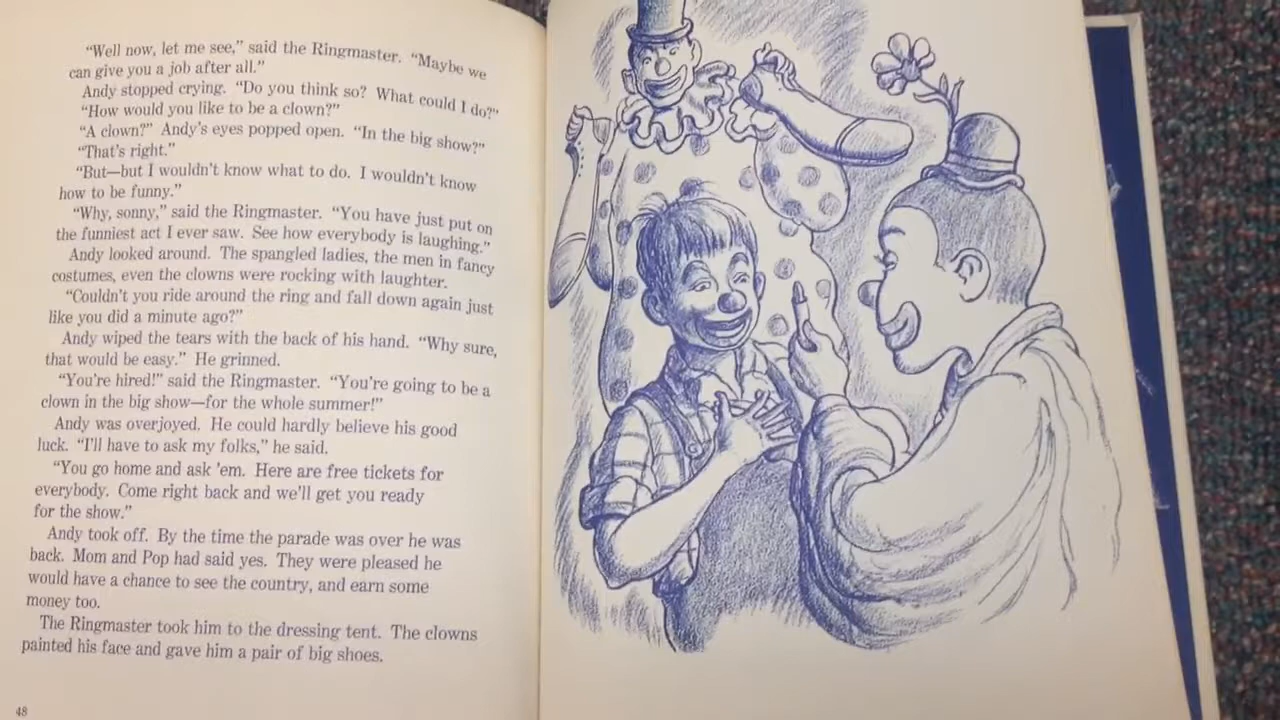 “Well now, let me see,” said the Ringmaster. “Maybe we
can give you a job after all.”
Andy stopped crying. “Do you think so? What could I do?”
“How would you like to be a clown?”
“A clown?” Andy’s eyes popped open. “In the big show?”
“That’s right.”
“But—but I wouldn’t know what to do. I wouldn’t know
how to be funny.”
“Why, sonny,” said the Ringmaster. “You have just put on
the funniest act I ever saw. See how everybody is laughing.”
Andy looked around. The spangled ladies, the men in fancy
costumes, even the clowns were rocking with laughter.
“Couldn’t you ride around the ring and fall down again just
like you did a minute ago?”
Andy wiped the tears with the back of his hand. “Why sure,
that would be easy.” He grinned.
“You’re hired!” said the Ringmaster. “You’re going to be a
clown in the big show—for the whole summer!”
Andy was overjoyed. He could hardly believe his good
luck. “I’ll have to ask my folks,” he said.
“You go home and ask ’em. Here are free tickets for
everybody. Come right back and we’ll get you ready
for the show.”
Andy took off. By the time the parade was over he was
back. Mom and Pop had said yes. They were pleased he
would have a chance to see the country, and earn some
money too.
The Ringmaster took him to the dressing tent. The clowns
painted his face and gave him a pair of big shoes.
48